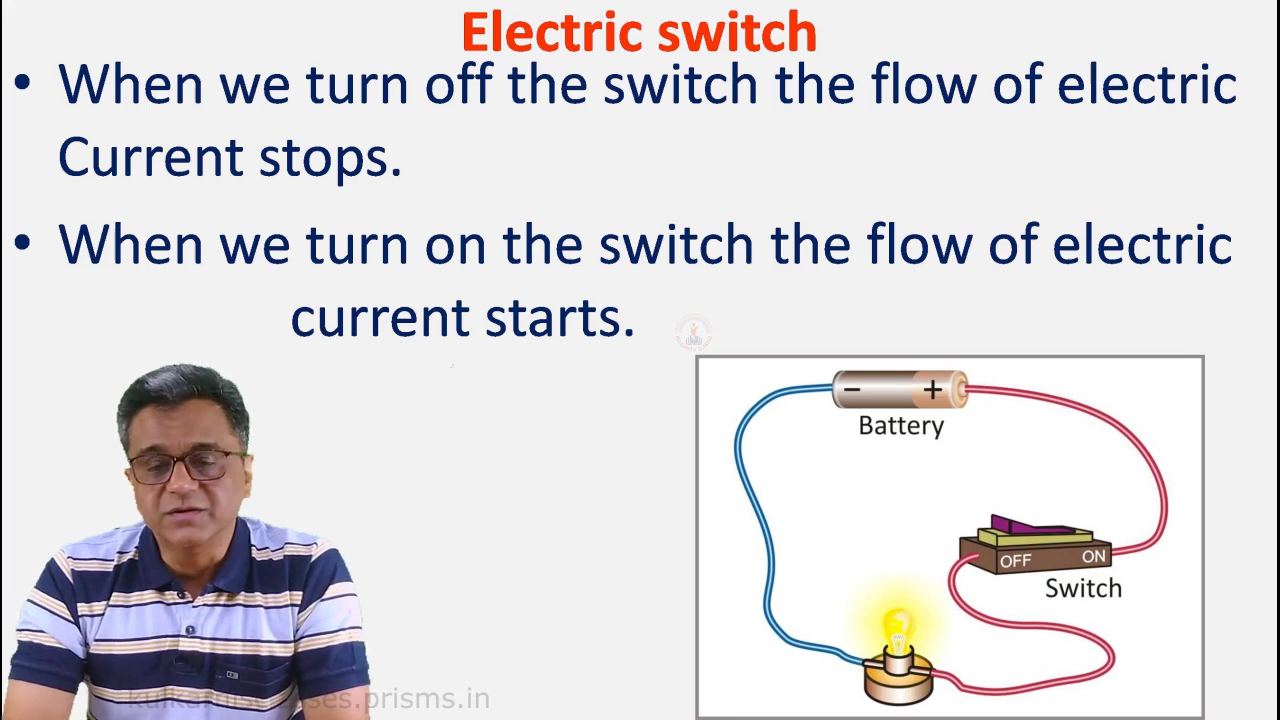 Electric switch
• When we turn off the switch the flow of electric
Current stops.
• When we turn on the switch the flow of electric
current starts.
− +
Battery
OFF ON
Switch